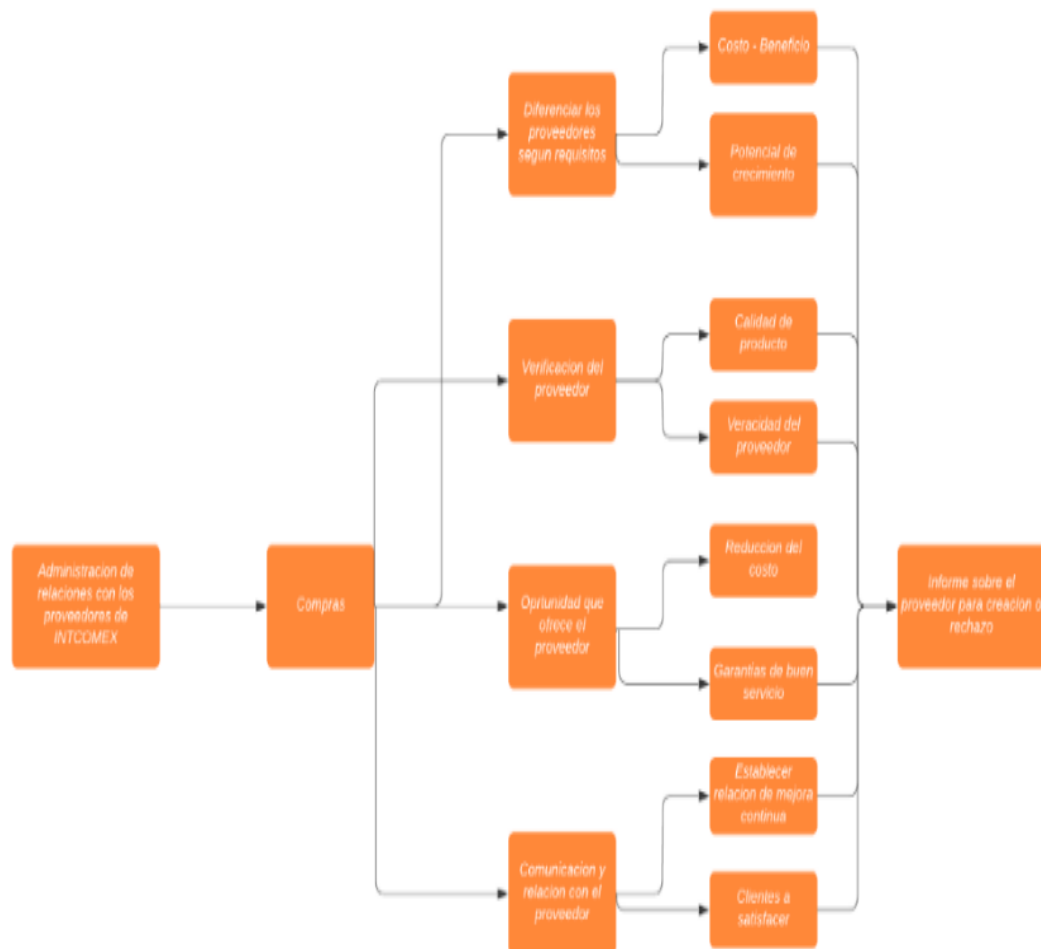 Administracion de
relaciones con los
proveedores de
INTCOMEX
Compras
Diferenciar los
proveedores
segun requisitos
Costo - Beneficio
Potencial de
crecimiento
Verificacion del
proveedor
Calidad de
producto
Veracidad del
proveedor
Oprtunidad que
ofrece el
proveedor
Reduccion del
costo
Garantías de buen
servicio
Comunicacion y
relacion con el
proveedor
Establecer
relacion de mejora
continua
Clientes a
satisfacer
Informe sobre el
proveedor para creacion o
rechazo